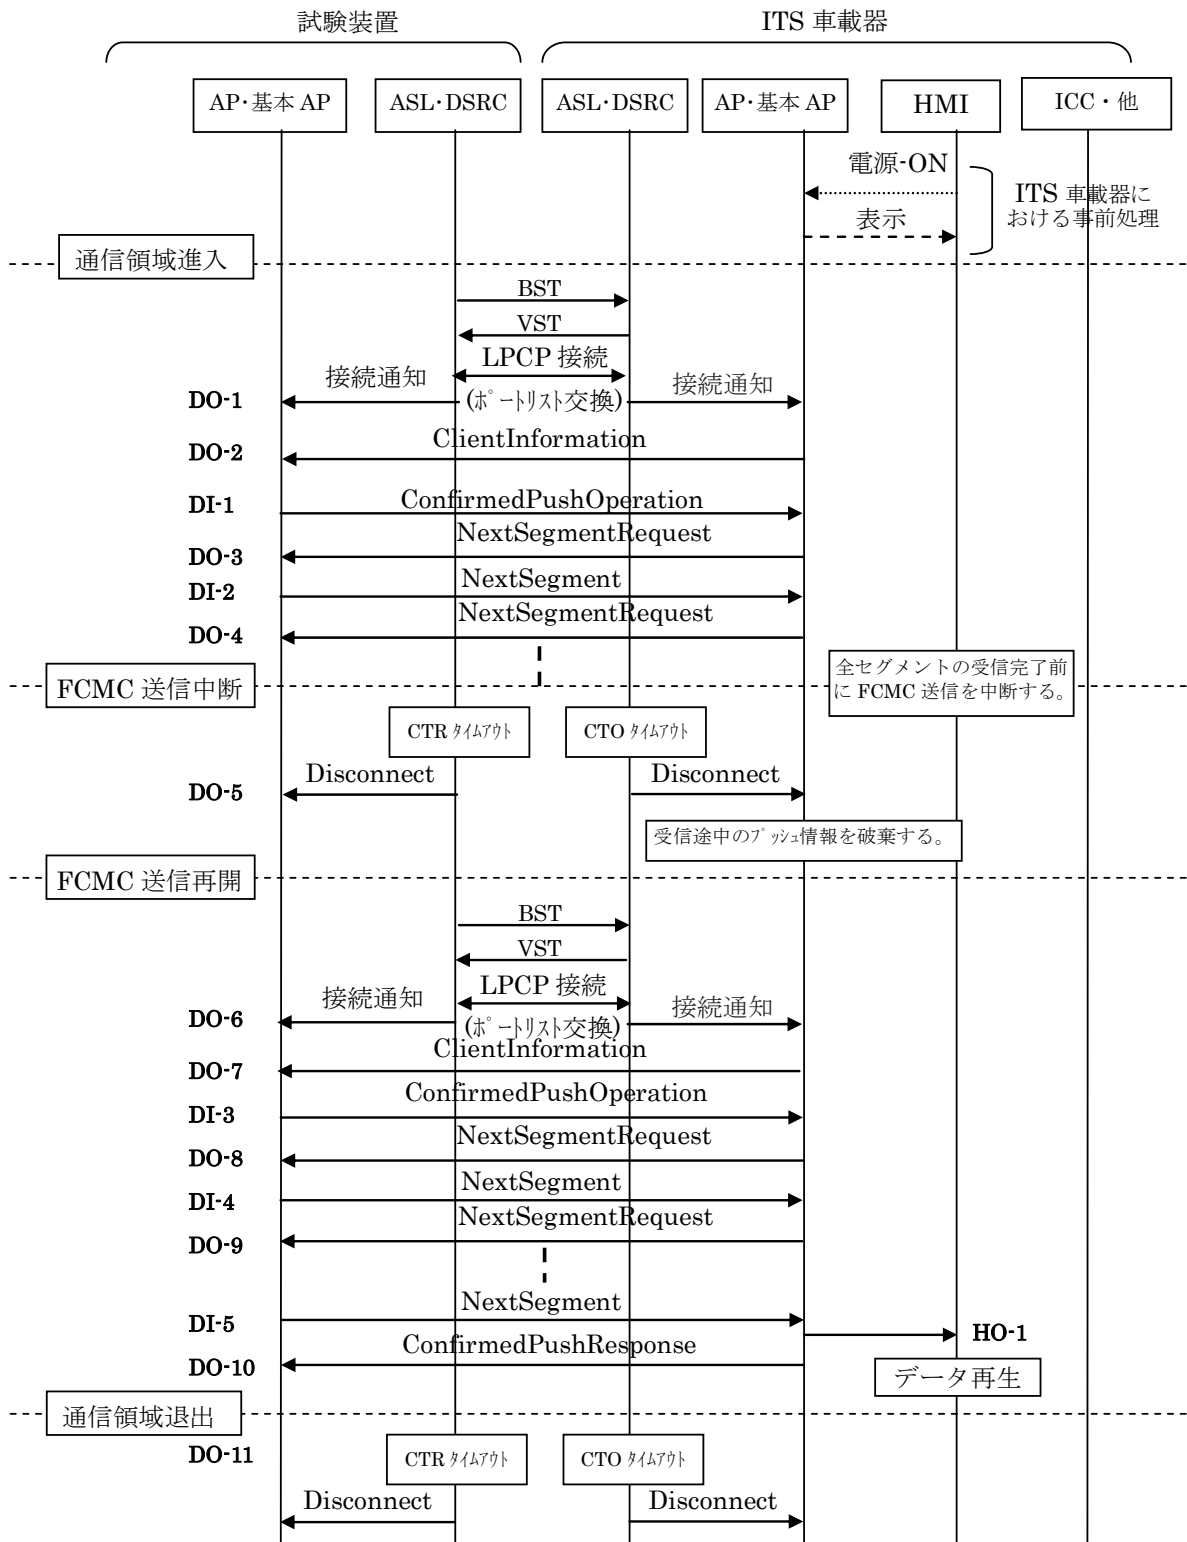 試験装置
ITS 車載器
AP･基本 AP
ASL･DSRC
ASL･DSRC
AP･基本 AP
HMI
ICC・他
電源-ON
ITS 車載器に
おける事前処理
表示
通信領域進入
BST
VST
LPCP 接続
接続通知
接続通知
DO-1
(ﾎﾟｰﾄﾘｽﾄ交換)
ClientInformation
DO-2
DI-1
ConfirmedPushOperation
NextSegmentRequest
DO-3
NextSegment
DI-2
NextSegmentRequest
DO-4
全セグメントの受信完了前
に FCMC 送信を中断する。
FCMC 送信中断
CTR ﾀｲﾑｱｳﾄ
CTO ﾀｲﾑｱｳﾄ
Disconnect
Disconnect
DO-5
受信途中のﾌﾟｯｼｭ情報を破棄する。
FCMC 送信再開
BST
VST
LPCP 接続
接続通知
接続通知
DO-6
(ﾎﾟｰﾄﾘｽﾄ交換)
ClientInformation
DO-7
ConfirmedPushOperation
DI-3
NextSegmentRequest
DO-8
NextSegment
DI-4
NextSegmentRequest
DO-9
NextSegment
DI-5
HO-1
ConfirmedPushResponse
DO-10
データ再生
通信領域退出
DO-11
CTR ﾀｲﾑｱｳﾄ
CTO ﾀｲﾑｱｳﾄ
Disconnect
Disconnect